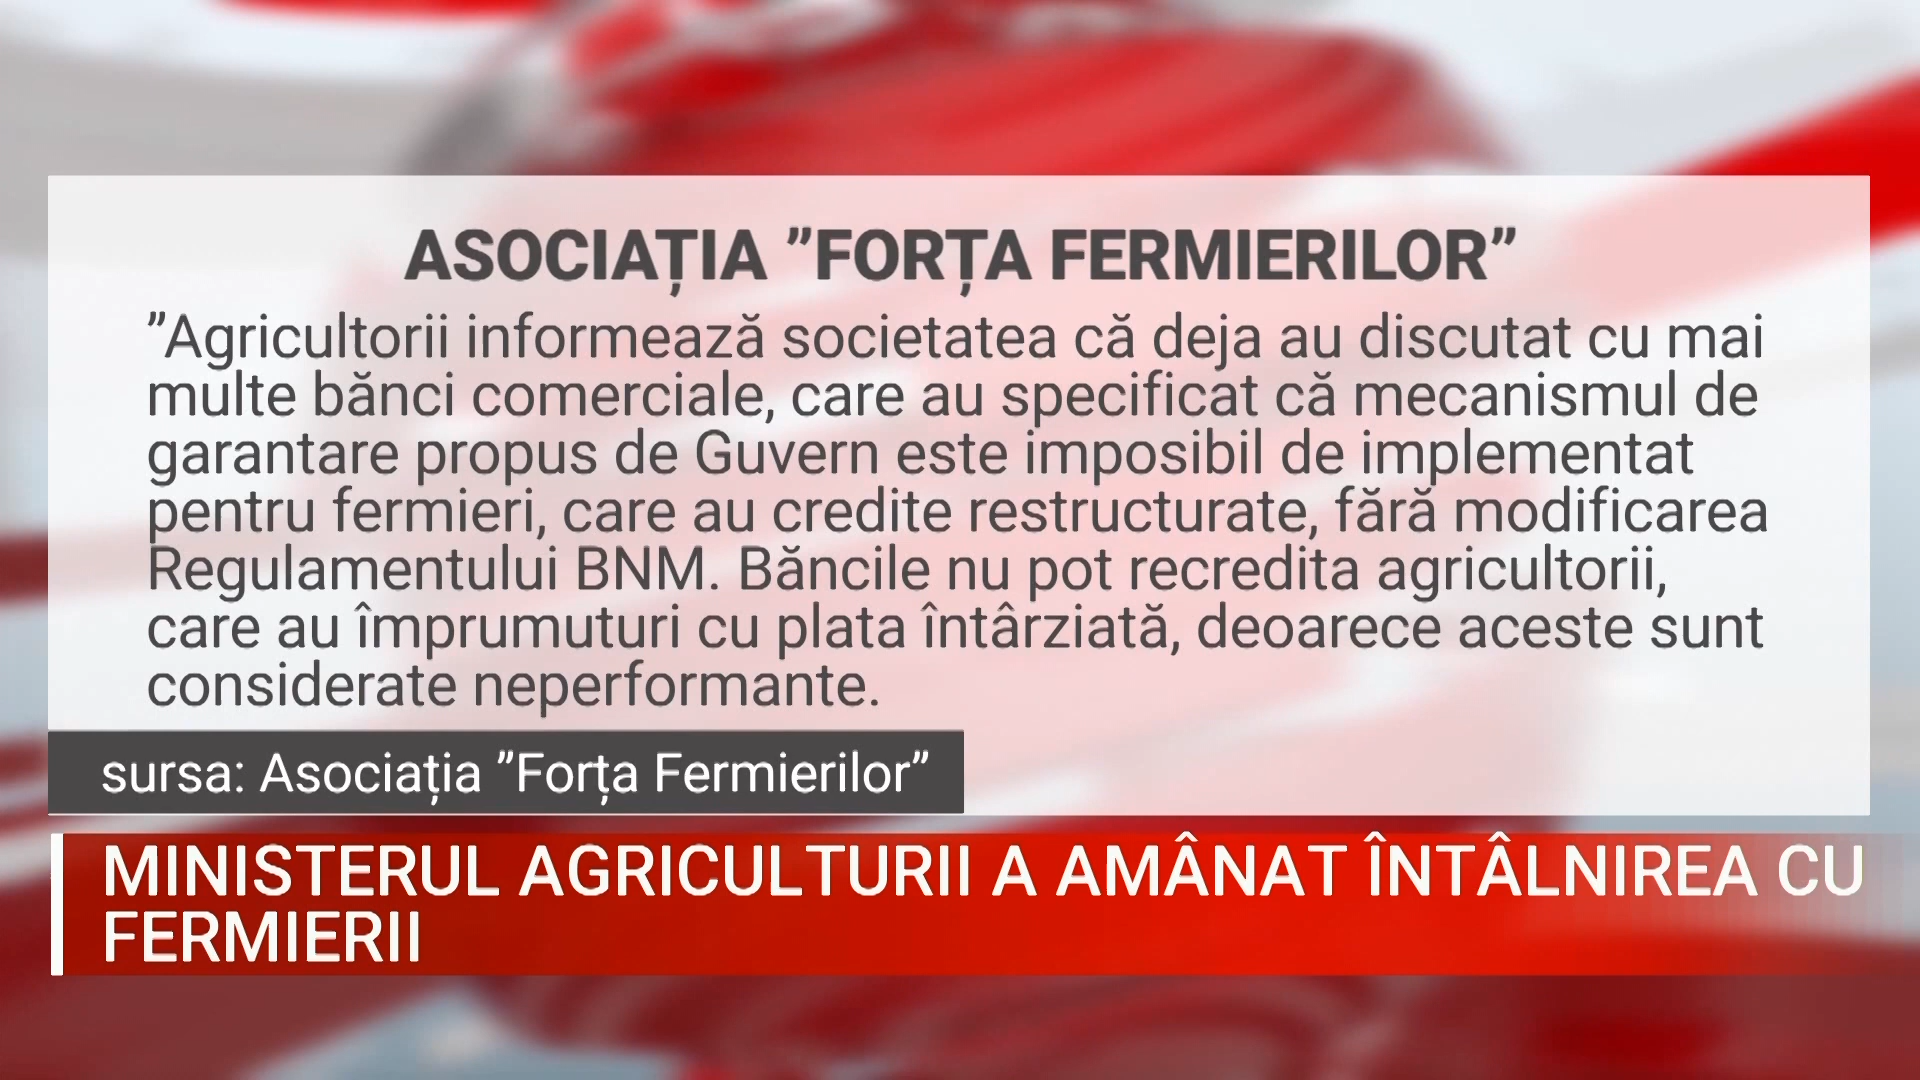 ASOCIAȚIA ”FORȚA FERMIERILOR”
”Agricultorii informează societatea că deja au discutat cu mai
multe bănci comerciale, care au specificat că mecanismul de
garantare propus de Guvern este imposibil de implementat
pentru fermieri, care au credite restructurate, fără modificarea
Regulamentului BNM. Băncile nu pot recredita agricultorii,
care au împrumuturi cu plata întârziată, deoarece aceste sunt
considerate neperformante.
sursa: Asociația ”Forța Fermierilor”
MINISTERUL AGRICULTURII A AMÂNAT ÎNTÂLNIREA CU
FERMIERII